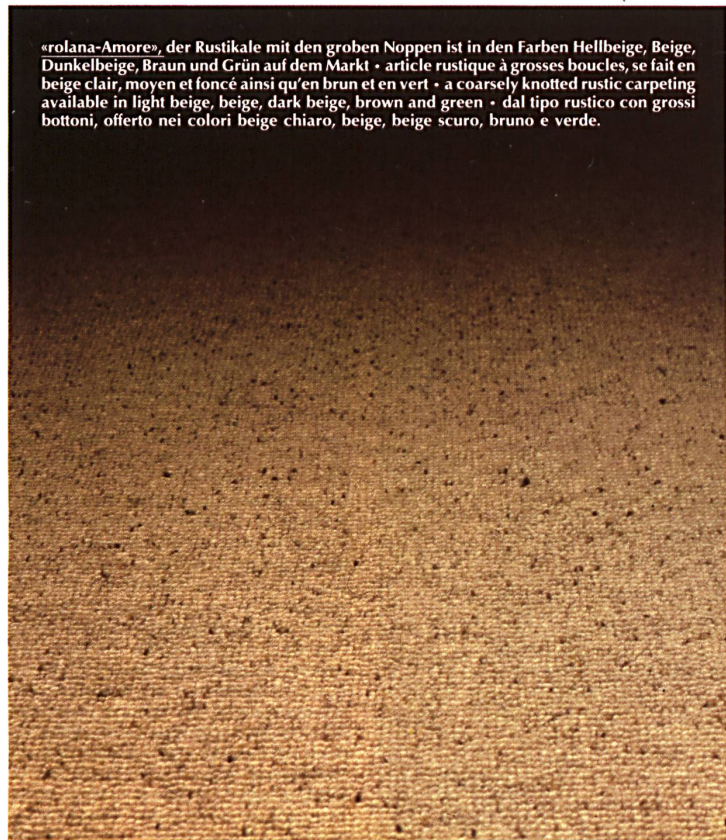 «rolana-Amore», der Rustikale mit den groben Noppen ist in den Farben Hellbeige, Beige,
Dunkelbeige, Braun und Grün auf dem Markt • article rustique à grosses boucles, se fait en
beige clair, moyen et foncé ainsi qu'en brun et en vert • a coarsely knotted rustic carpeting
available in light beige, beige, dark beige, brown and green • dal tipo rustico con grossi
bottoni, offerto nei colori beige chiaro, beige, beige scuro, bruno e verde.